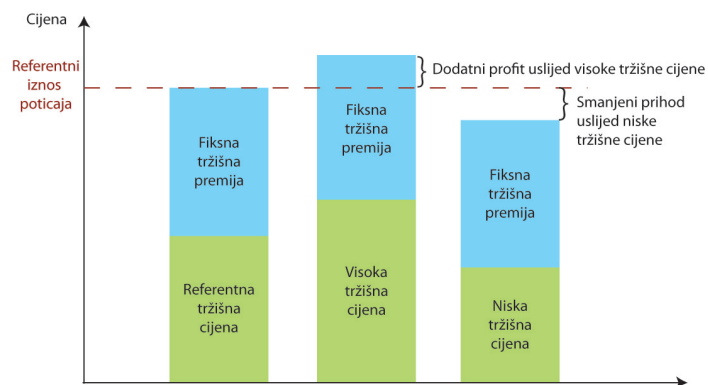 Cijena
Referentni
iznos
poticaja
Dodatni profit uslijed visoke tržišne cijene
Smanjeni prihod
uslijed niske
tržišne cijene
Fiksna
tržišna
premija
Fiksna
tržišna
premija
Fiksna
tržišna
premija
Referentna
tržišna
cijena
Visoka
tržišna
cijena
Niska
tržišna
cijena